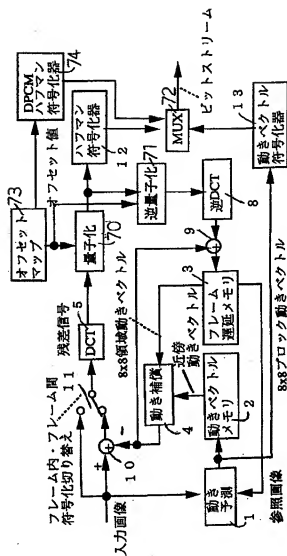 オフセット
マップ
73
オフセット値
DPCM
ハフマン
符号化器
74
フレーム内・フレーム間
符号化切り替え
11
残差信号
DCT
5
量子化
70
ハフマン
符号化器
12
逆量子化
71
MUX
72
ビットストリーム
入力画像
+
-
10
8x8領域動きベクトル
逆DCT
8
+
9
動き補償
4
フレーム
遅延メモリ
3
近傍
動きベクトル
動き予測
1
動きベクトル
メモリ
2
動きベクトル
符号化器
13
参照画像
8x8ブロック動きベクトル